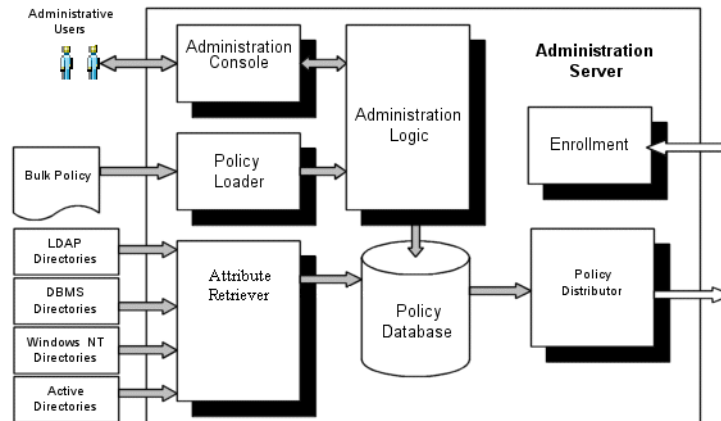 Administrative
Users
Administration
Console
Administration
Server
Administration
Logic
Enrollment
Bulk Policy
Policy
Loader
LDAP
Directories
DBMS
Directories
Windows NT
Directories
Active
Directories
Attribute
Retriever
Policy
Database
Policy
Distributor